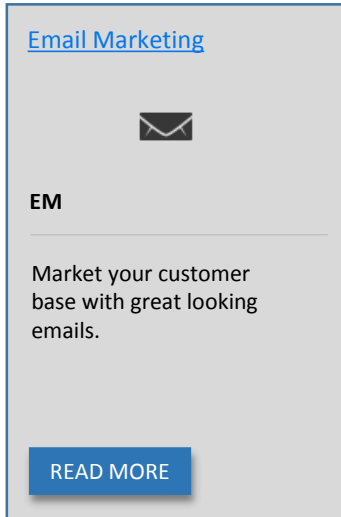 Email Marketing
EM
Market your customer
base with great looking
emails.
READ MORE